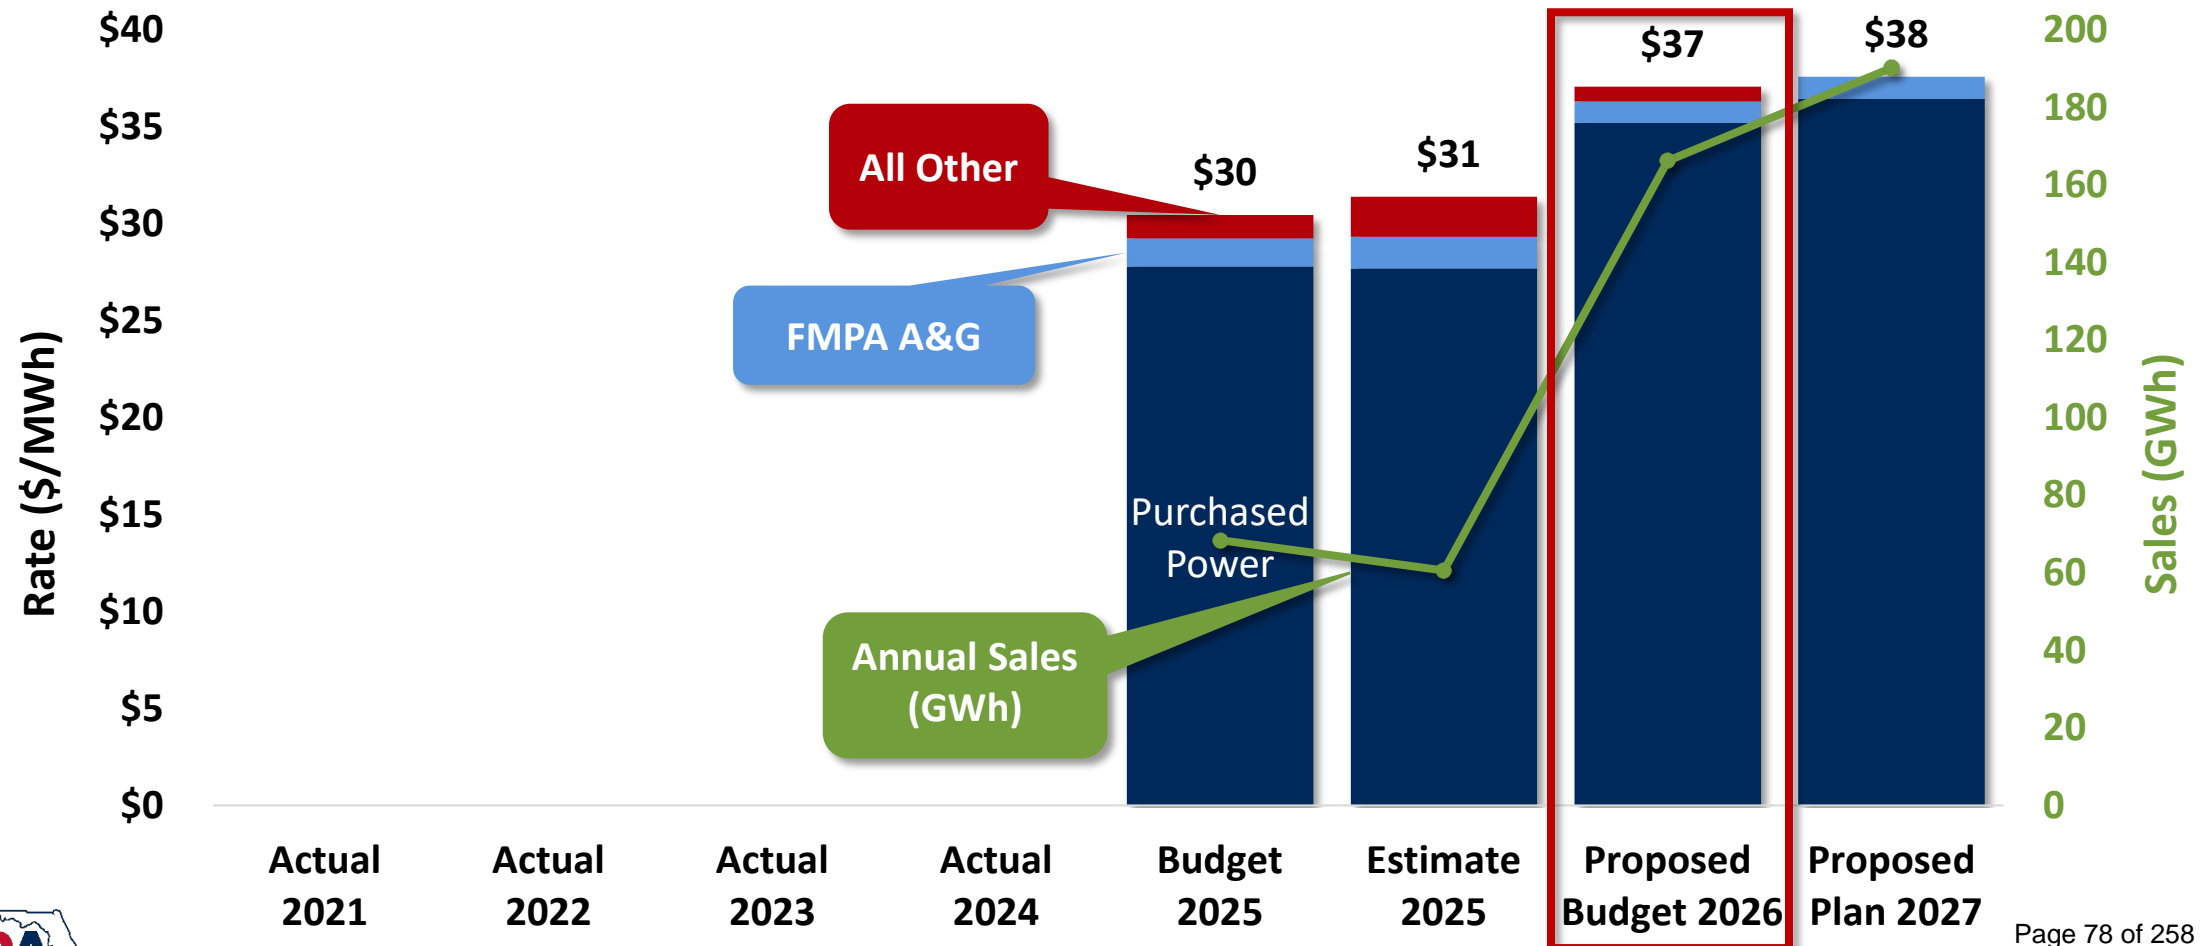 $40
$35
$30
$25
$20
$15
$10
$5
$0
Rate ($/MWh)
All Other
FMPA A&G
Annual Sales
(GWh)
Purchased
Power
$30
$31
$37
$38
200
180
160
140
120
100
80
60
40
20
0
Sales (GWh)
Actual
2021
Actual
2022
Actual
2023
Actual
2024
Budget
2025
Estimate
2025
Proposed
Budget 2026
Proposed
Plan 2027
Page 78 of 258